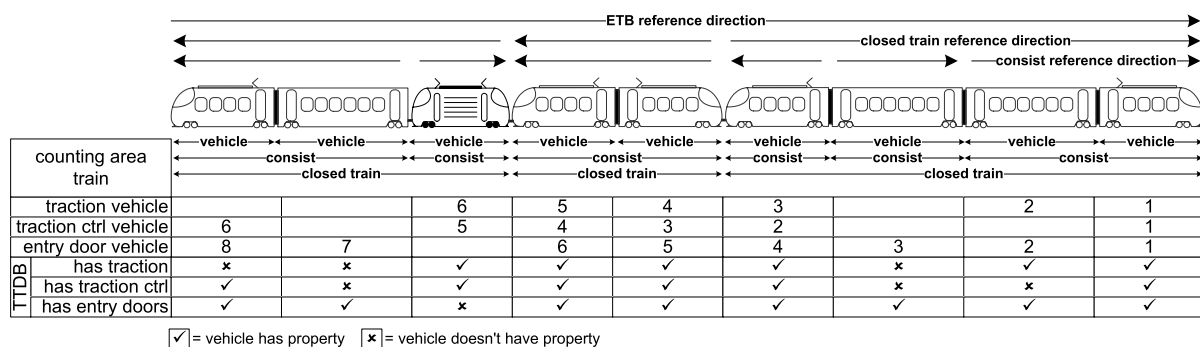 ETB reference direction
closed train reference direction
consist reference direction
vehicle vehicle vehicle vehicle vehicle vehicle vehicle vehicle vehicle
consist consist consist consist consist consist
closed train closed train closed train
counting area
train
traction vehicle 6 5 4 3 2 1
traction ctrl vehicle 6 5 4 3 2 1
entry door vehicle 8 7 6 5 4 3 2 1
TTDB
has traction ✗ ✗ ✓ ✓ ✓ ✓ ✗ ✓ ✓
has traction ctrl ✓ ✗ ✓ ✓ ✓ ✓ ✗ ✗ ✓
has entry doors ✓ ✓ ✗ ✓ ✓ ✓ ✓ ✓ ✓
✓ = vehicle has property ✗ = vehicle doesn't have property